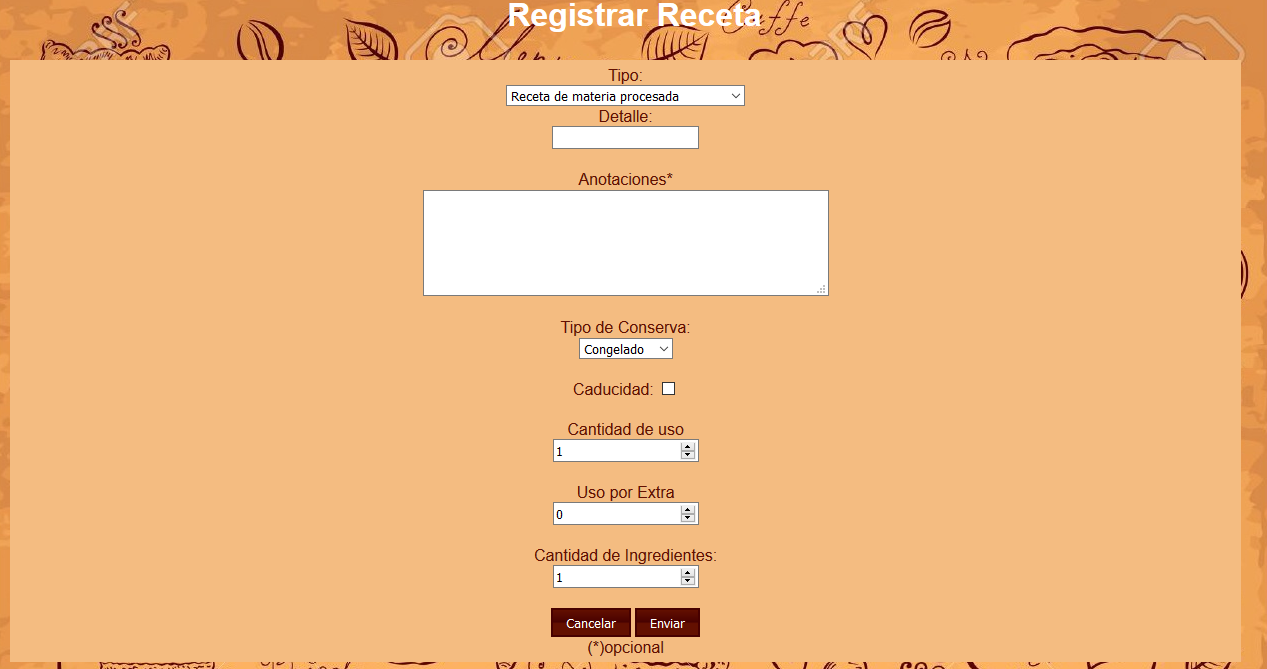 Registrar Receta
Caffe
Tipo:
Receta de materia procesada
Detalle:
Anotaciones*
Tipo de Conserva:
Congelado
Caducidad:
Cantidad de uso
1
Uso por Extra
0
Cantidad de Ingredientes:
1
Cancelar Enviar
(*)opcional